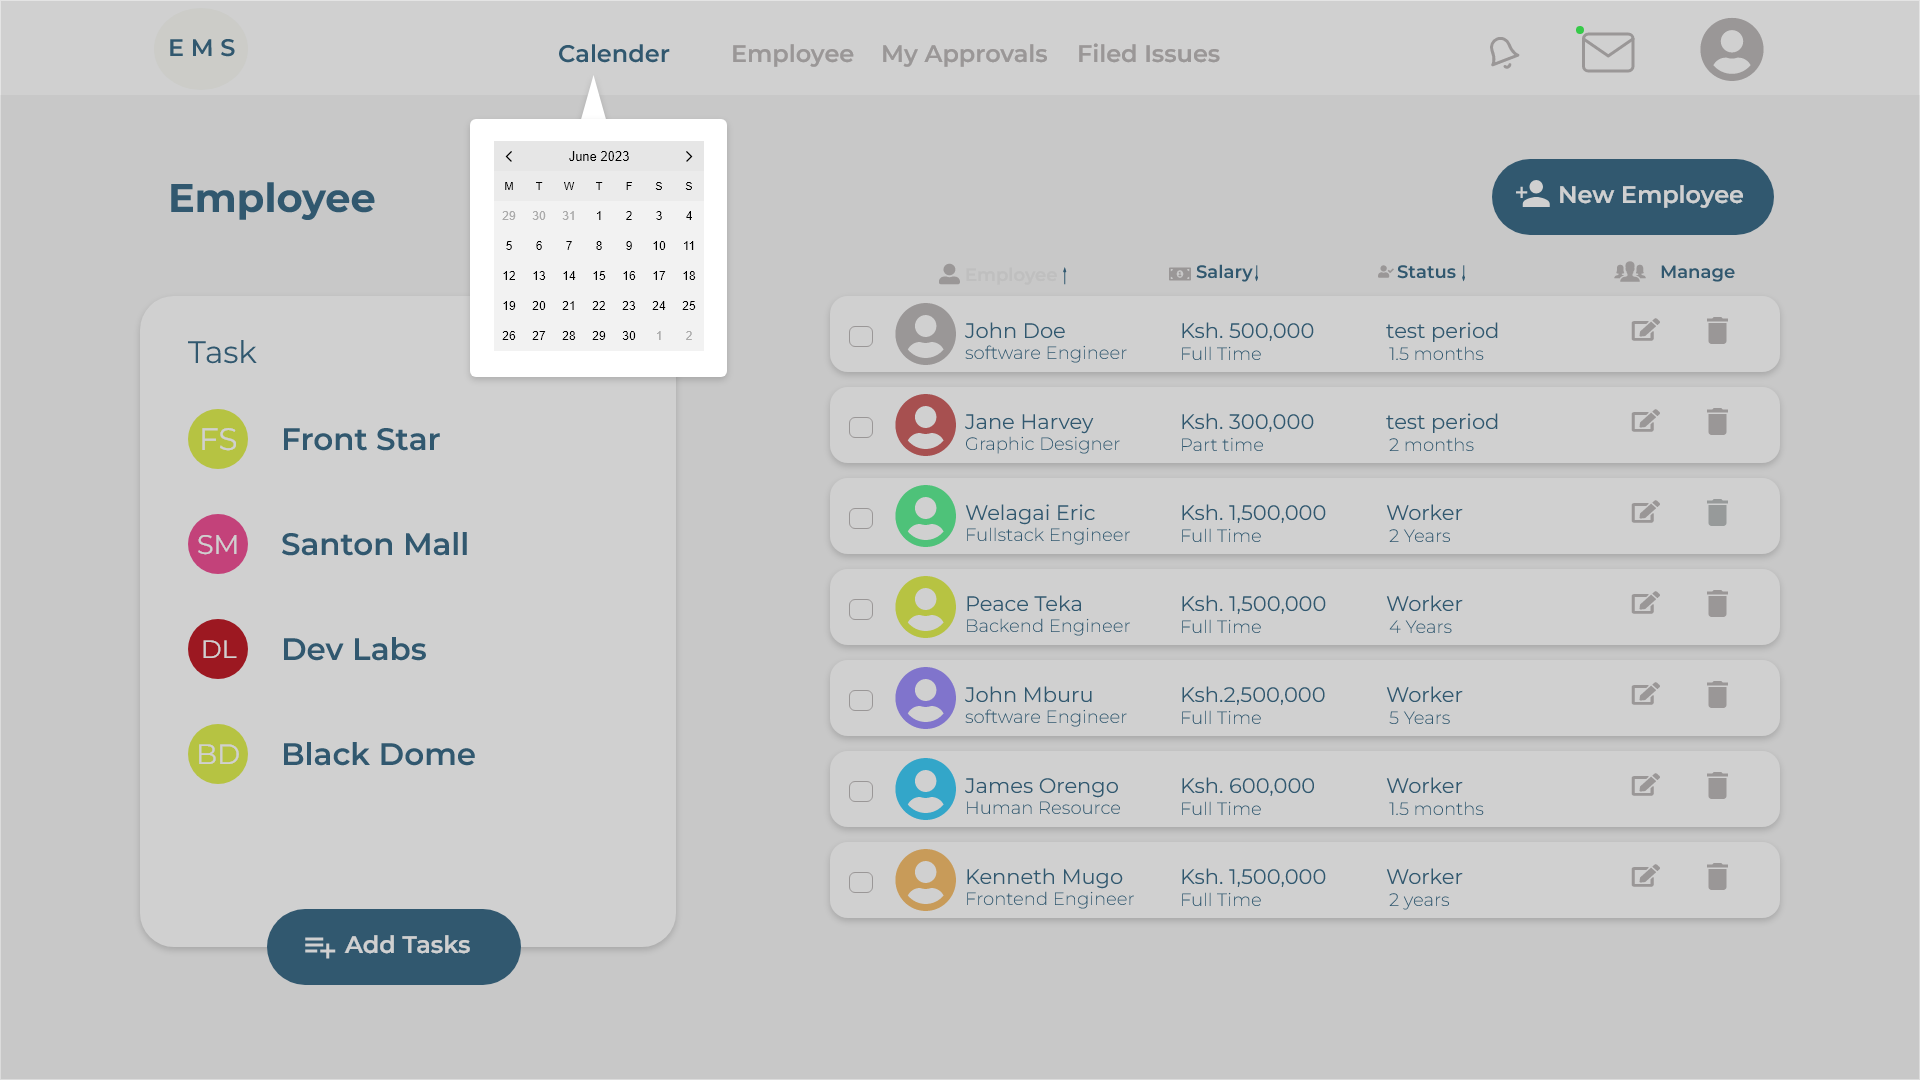 EMS
Calender Employee My Approvals Filed Issues
June 2023
M T W T F S S
29 30 31 1 2 3 4
5 6 7 8 9 10 11
12 13 14 15 16 17 18
19 20 21 22 23 24 25
26 27 28 29 30 1 2
Employee
New Employee
Task
FS Front Star
SM Santon Mall
DL Dev Labs
BD Black Dome
Add Tasks
Employee Salary Status Manage
John Doe Ksh. 500,000 test period
software Engineer Full Time 1.5 months
Jane Harvey Ksh. 300,000 test period
Graphic Designer Part time 2 months
Welagai Eric Ksh. 1,500,000 Worker
Fullstack Engineer Full Time 2 Years
Peace Teka Ksh. 1,500,000 Worker
Backend Engineer Full Time 4 Years
John Mburu Ksh.2,500,000 Worker
software Engineer Full Time 5 Years
James Orengo Ksh. 600,000 Worker
Human Resource Full Time 1.5 months
Kenneth Mugo Ksh. 1,500,000 Worker
Frontend Engineer Full Time 2 years